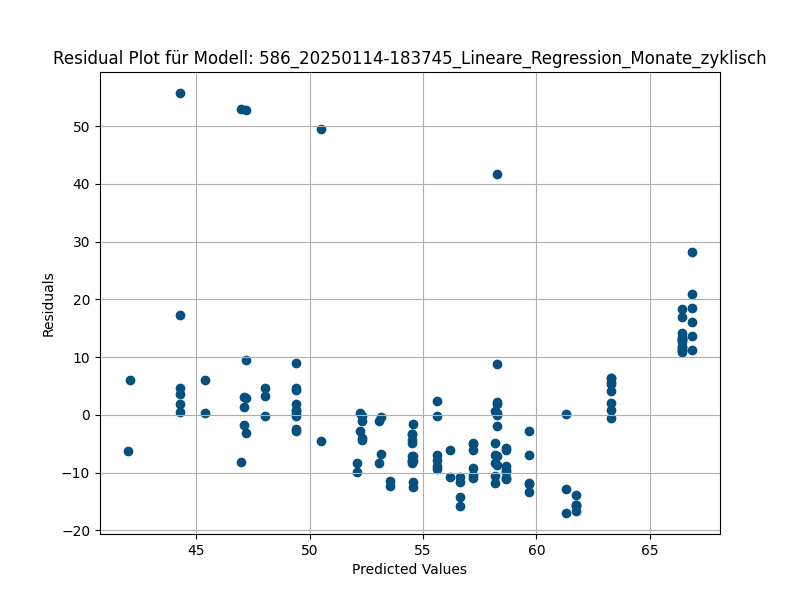 Residual Plot für Modell: 586_20250114-183745_Lineare_Regression_Monate_zyklisch
50
40
30
20
10
0
−10
−20
Residuals
45 50 55 60 65
Predicted Values